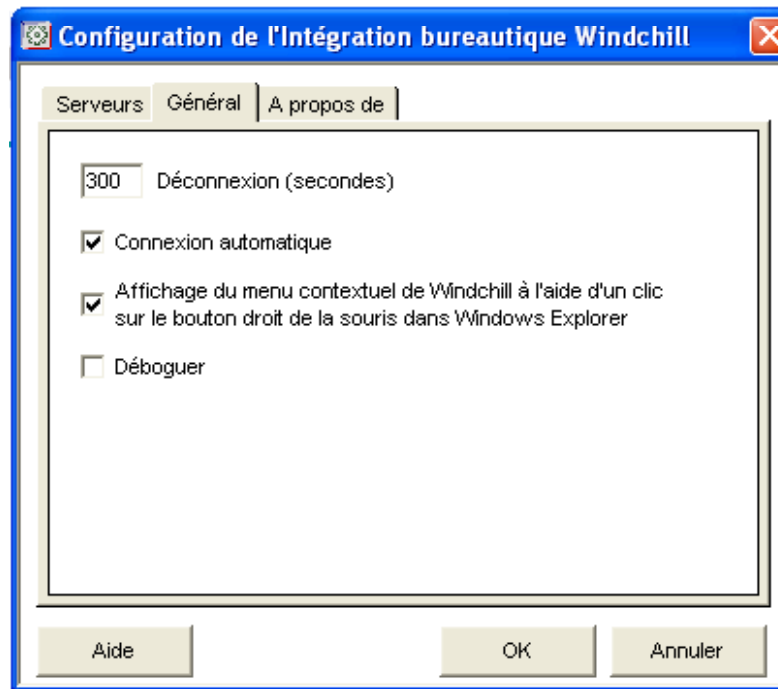 Configuration de l'Intégration bureautique Windchill
Serveurs Général A propos de
300 Déconnexion (secondes)
Connexion automatique
Affichage du menu contextuel de Windchill à l'aide d'un clic
sur le bouton droit de la souris dans Windows Explorer
Déboguer
Aide OK Annuler